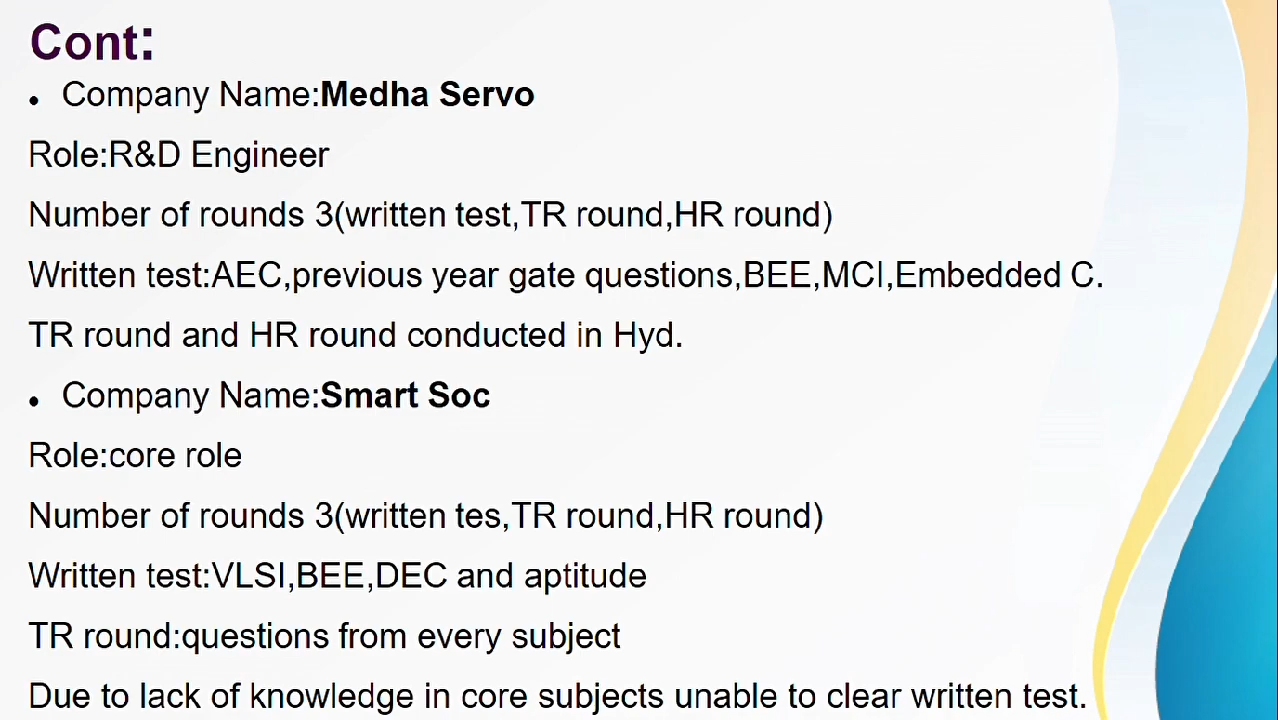 Cont:
• Company Name:Medha Servo
Role:R&D Engineer
Number of rounds 3(written test,TR round,HR round)
Written test:AEC,previous year gate questions,BEE,MCI,Embedded C.
TR round and HR round conducted in Hyd.
• Company Name:Smart Soc
Role:core role
Number of rounds 3(written tes,TR round,HR round)
Written test:VLSI,BEE,DEC and aptitude
TR round:questions from every subject
Due to lack of knowledge in core subjects unable to clear written test.